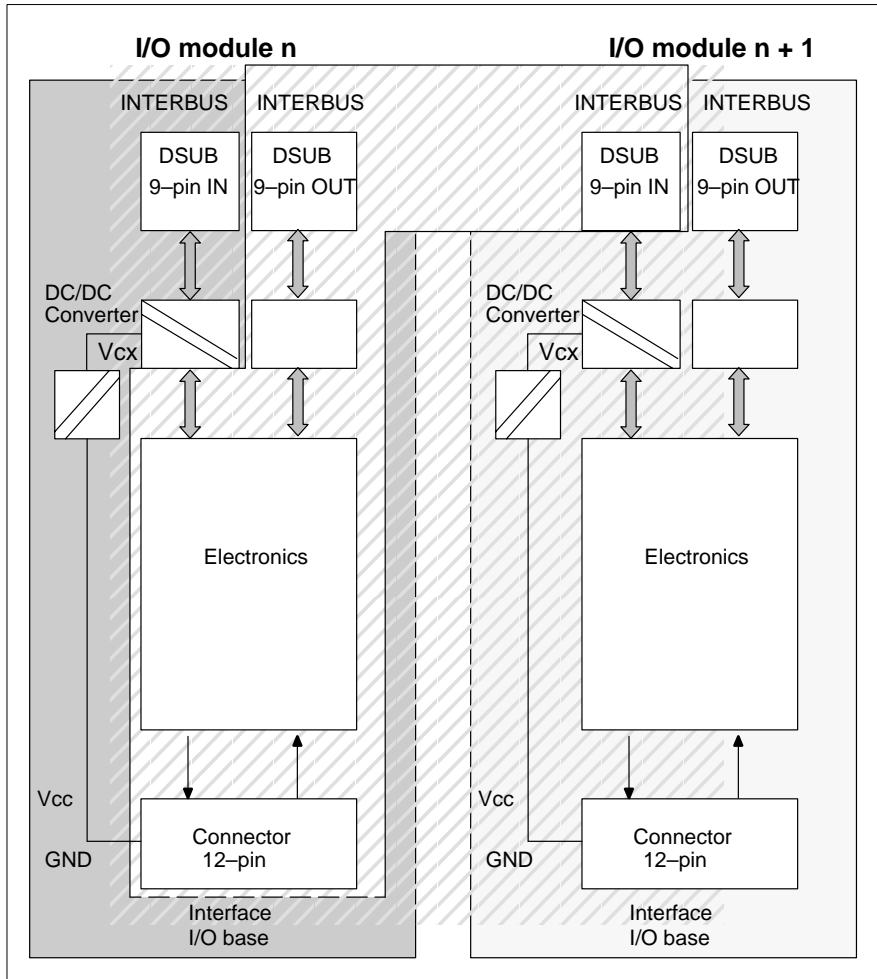 I/O module n
I/O module n + 1
INTERBUS
INTERBUS
INTERBUS
INTERBUS
DSUB
9–pin IN
DSUB
9–pin OUT
DSUB
9–pin IN
DSUB
9–pin OUT
DC/DC
Converter
Vcx
DC/DC
Converter
Vcx
Electronics
Electronics
Vcc
GND
Connector
12–pin
Vcc
GND
Connector
12–pin
Interface
I/O base
Interface
I/O base